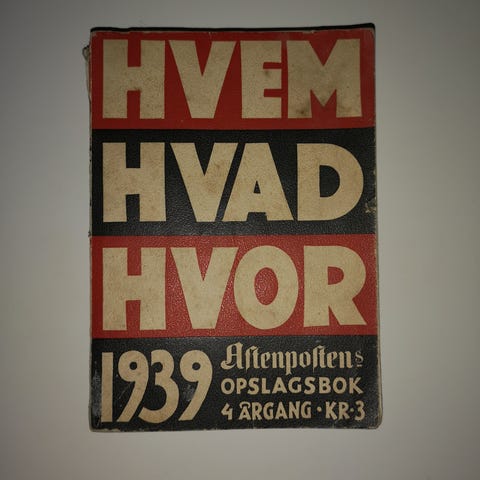 HVEM
HVAD
HVOR
1939 Aftenpostens
OPSLAGSBOK
4 ÅRGANG · KR · 3